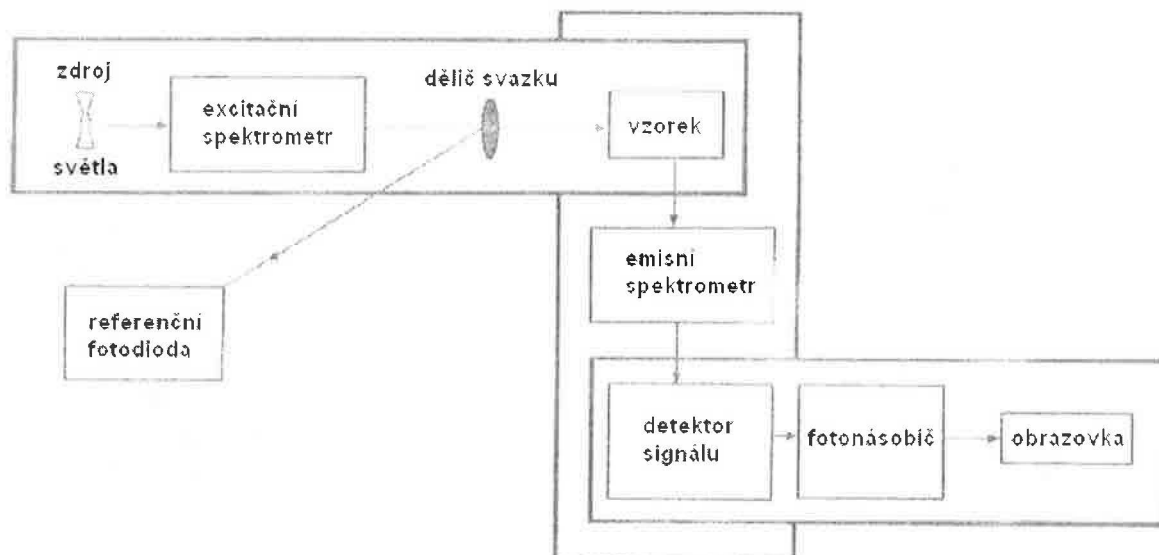 zdroj
světla
excitační
spektrometr
dělič svazku
vzorek
emisní
spektrometr
referenční
fotodioda
detektor
signálu
fotonásobič
obrazovka